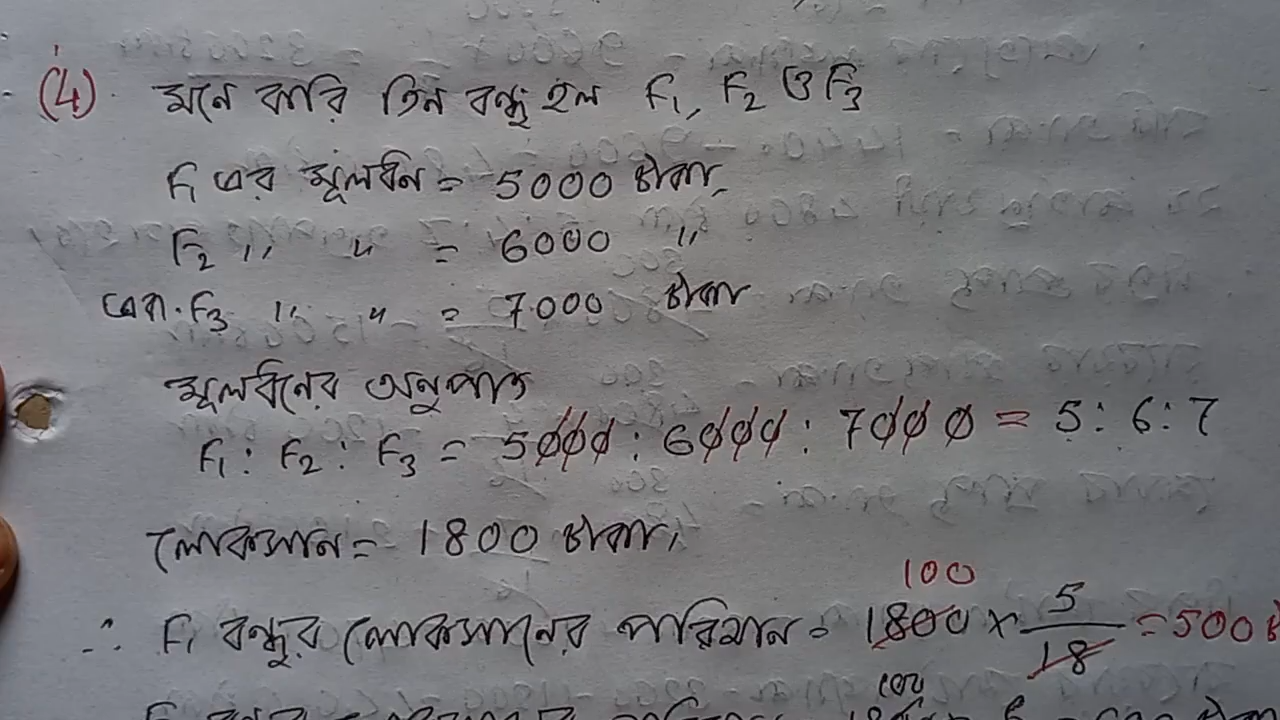 (4) মনে করি তিন বন্ধু হল F₁, F₂ ও F₃
F₁ এর মূলধন = 5000 টাকা,
F₂ " " = 6000 "
এবং F₃ " " = 7000 টাকা
মূলধনের অনুপাত
F₁ : F₂ : F₃ = 5000 : 6000 : 7000 = 5 : 6 : 7
লোকসান = 1800 টাকা,
100
∴ F₁ বন্ধুর লোকসানের পরিমান = 1800 × 5/18 = 500
100